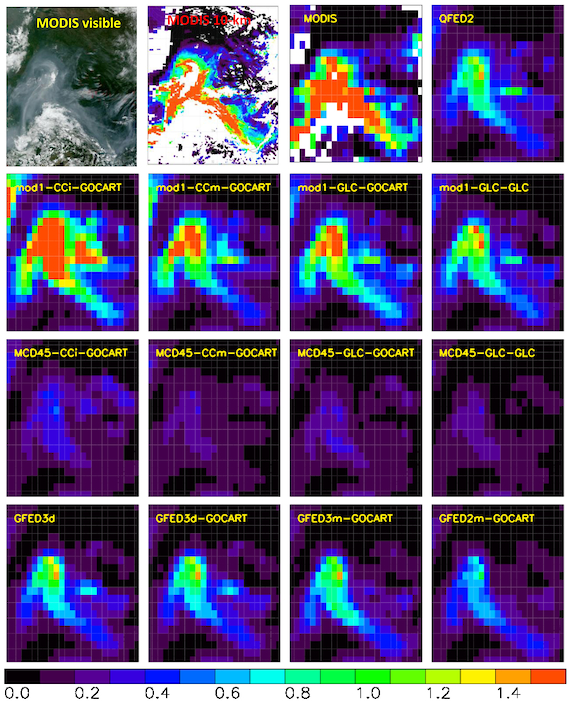 MODIS visible
MODIS 10 km
MODIS
QFED2
mod1-CCi-GOCART
mod1-CCm-GOCART
mod1-GLC-GOCART
mod1-GLC-GLC
MCD45-CCi-GOCART
MCD45-CCm-GOCART
MCD45-GLC-GOCART
MCD45-GLC-GLC
GFED3d
GFED3d-GOCART
GFED3m-GOCART
GFED2m-GOCART
0.0 0.2 0.4 0.6 0.8 1.0 1.2 1.4